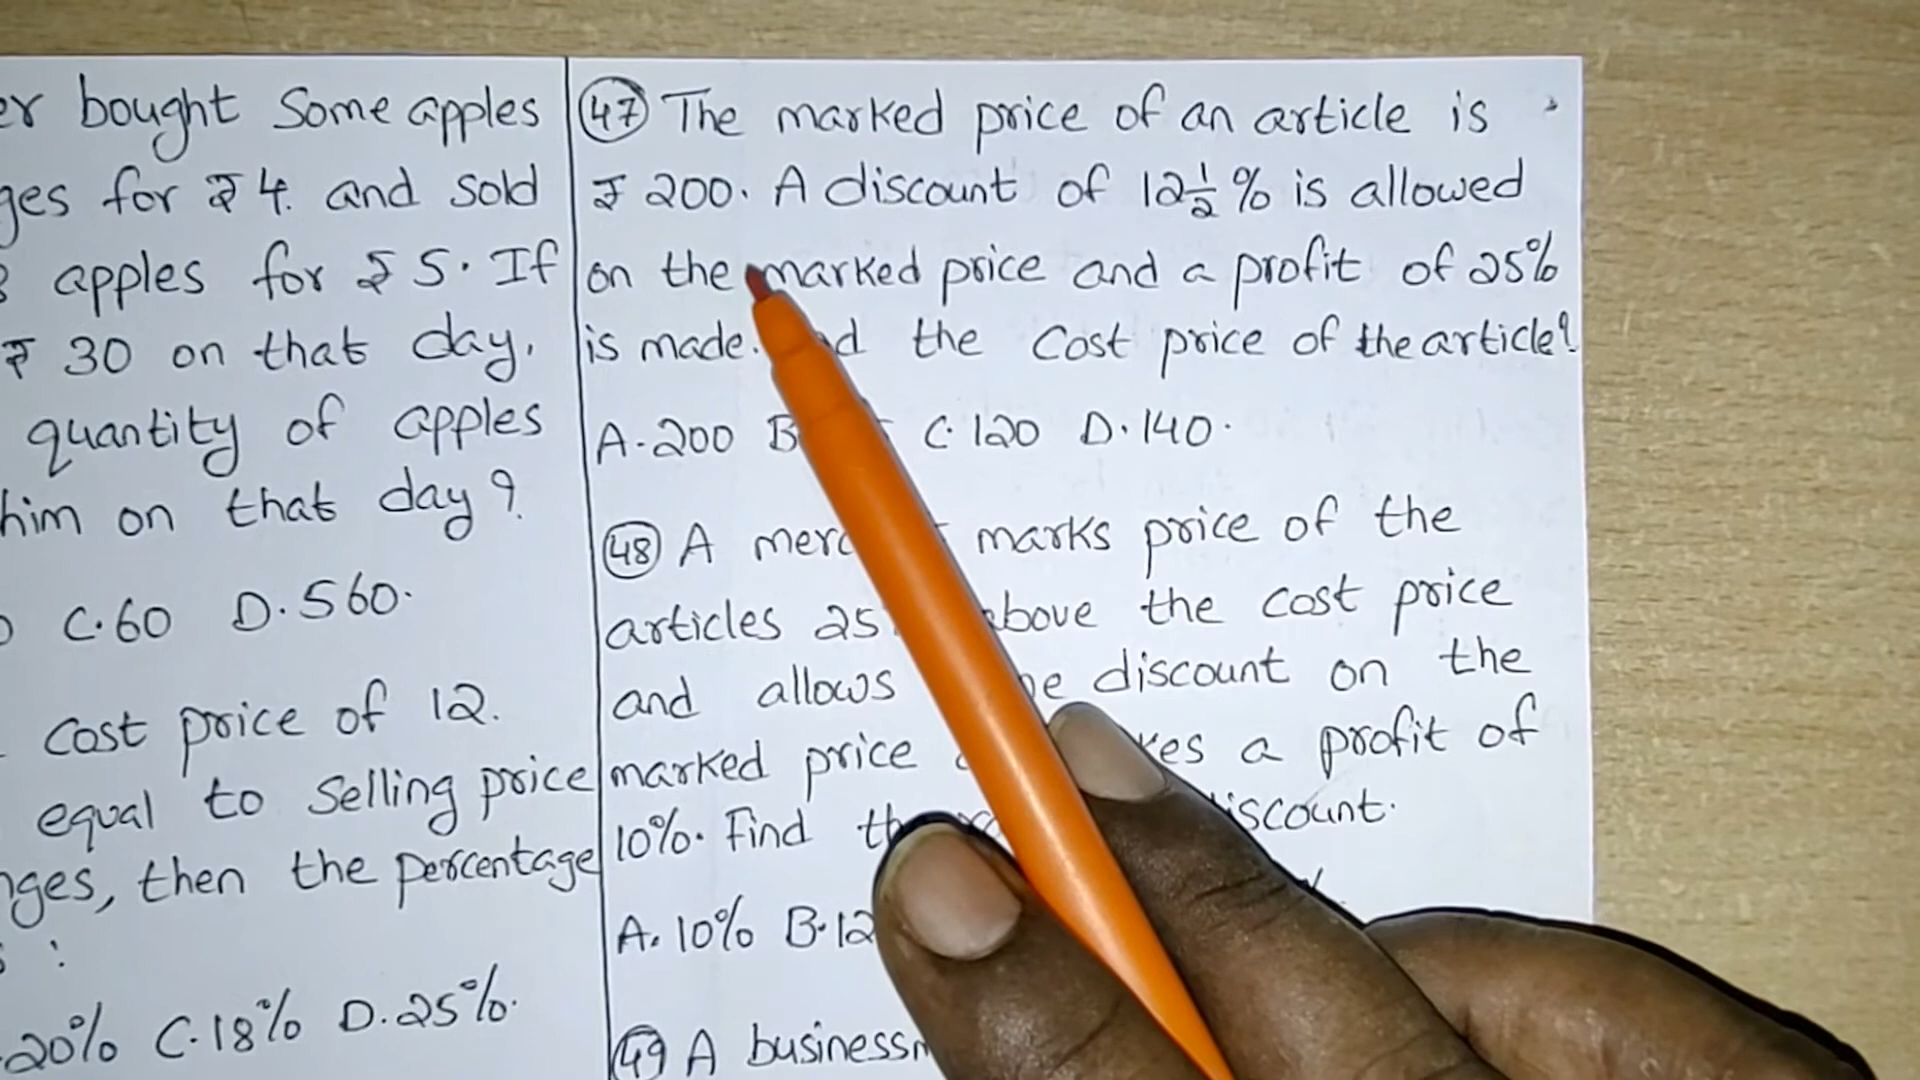 bought Some apples
for ₹ 4. and sold
apples for ₹ 5. If
₹ 30 on that day,
quantity of apples
him on that day ?
C. 60 D. 560.
cost price of 12.
equal to selling price
then the percentage
:
20% C. 18% D. 25%.
47 The marked price of an article is
₹ 200. A discount of 12 1/2 % is allowed
on the marked price and a profit of 25%
is made. the Cost price of the article?
A. 200 B C. 120 D. 140.
48 A marks price of the
articles 25 above the cost price
and allows discount on the
marked price a profit of
10%. Find
A. 10% B. 12
49 A